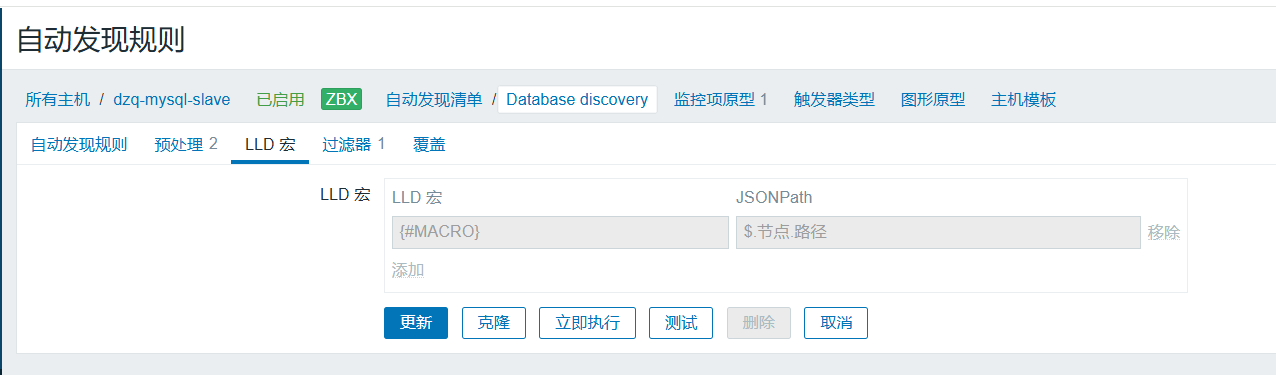 自动发现规则
所有主机 / dzq-mysql-slave 已启用 ZBX 自动发现清单 / Database discovery 监控项原型 1 触发器类型 图形原型 主机模板
自动发现规则 预处理 2 LLD 宏 过滤器 1 覆盖
LLD 宏 LLD 宏 JSONPath
{#MACRO} $.节点.路径 移除
添加
更新 克隆 立即执行 测试 删除 取消